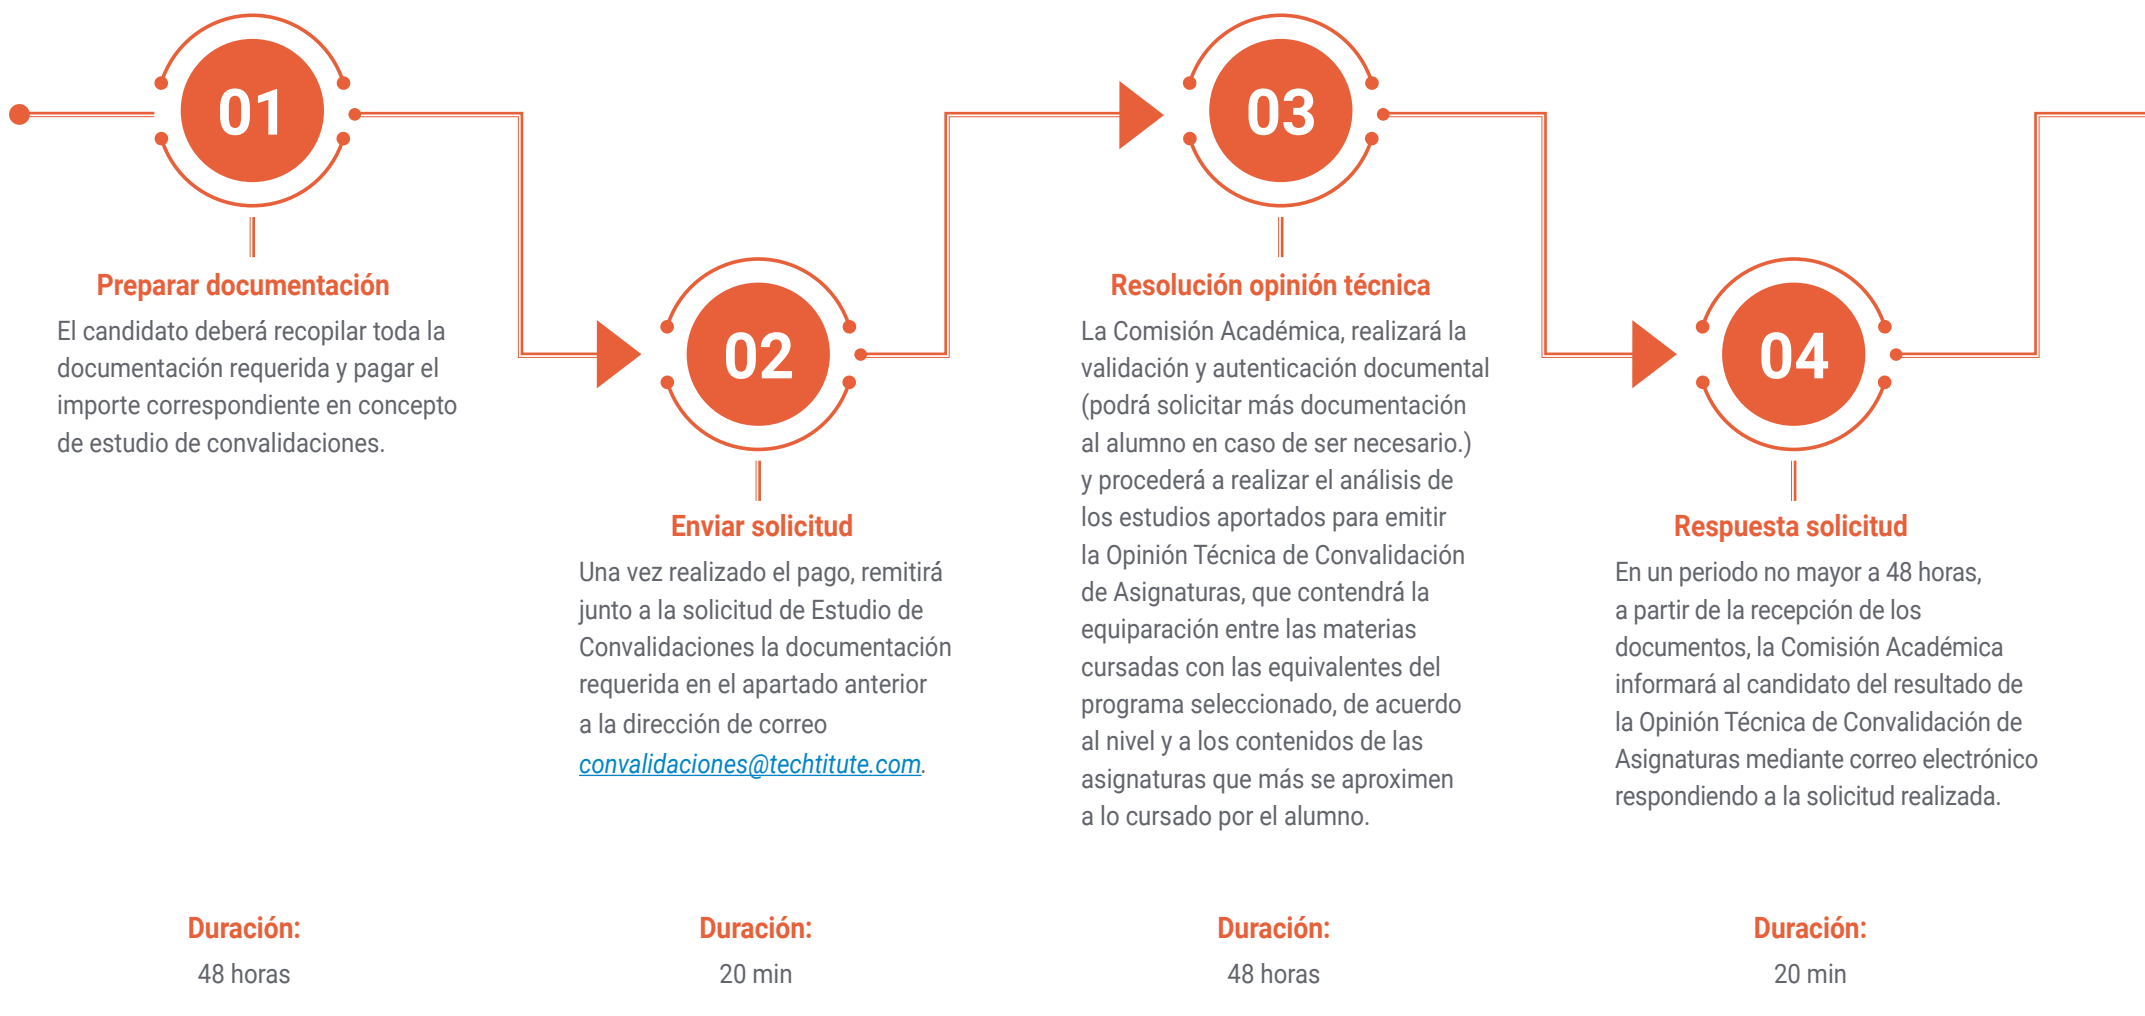 01
Preparar documentación
El candidato deberá recopilar toda la
documentación requerida y pagar el
importe correspondiente en concepto
de estudio de convalidaciones.
Duración:
48 horas
02
Enviar solicitud
Una vez realizado el pago, remitirá
junto a la solicitud de Estudio de
Convalidaciones la documentación
requerida en el apartado anterior
a la dirección de correo
convalidaciones@techtitute.com.
Duración:
20 min
03
Resolución opinión técnica
La Comisión Académica, realizará la
validación y autenticación documental
(podrá solicitar más documentación
al alumno en caso de ser necesario.)
y procederá a realizar el análisis de
los estudios aportados para emitir
la Opinión Técnica de Convalidación
de Asignaturas, que contendrá la
equiparación entre las materias
cursadas con las equivalentes del
programa seleccionado, de acuerdo
al nivel y a los contenidos de las
asignaturas que más se aproximen
a lo cursado por el alumno.
Duración:
48 horas
04
Respuesta solicitud
En un periodo no mayor a 48 horas,
a partir de la recepción de los
documentos, la Comisión Académica
informará al candidato del resultado de
la Opinión Técnica de Convalidación de
Asignaturas mediante correo electrónico
respondiendo a la solicitud realizada.
Duración:
20 min